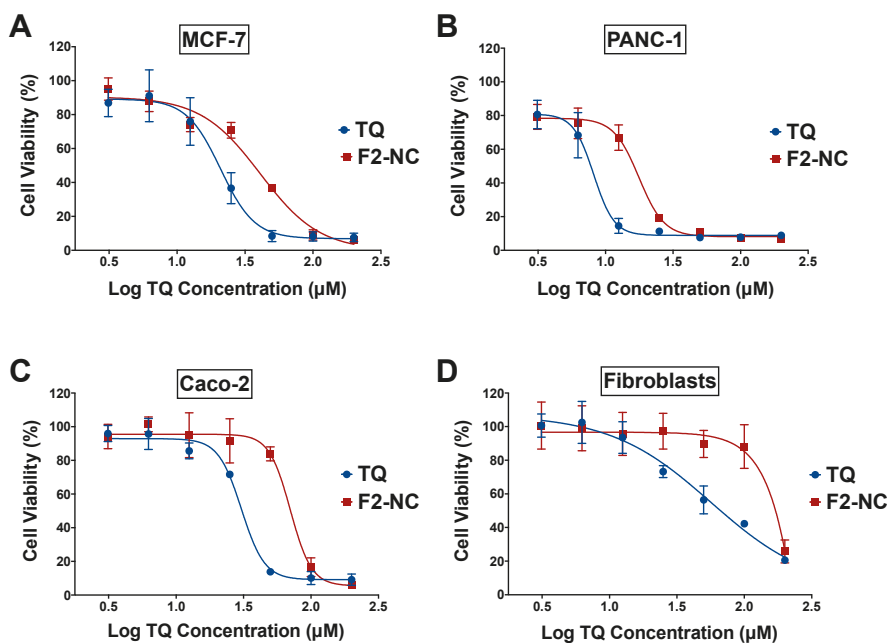 A
MCF-7
Cell Viability (%)
120
100
80
60
40
20
0
0.5 1.0 1.5 2.0 2.5
Log TQ Concentration (μM)
TQ
F2-NC
B
PANC-1
Cell Viability (%)
120
100
80
60
40
20
0
0.5 1.0 1.5 2.0 2.5
Log TQ Concentration (μM)
TQ
F2-NC
C
Caco-2
Cell Viability (%)
120
100
80
60
40
20
0
0.5 1.0 1.5 2.0 2.5
Log TQ Concentration (μM)
TQ
F2-NC
D
Fibroblasts
Cell Viability (%)
120
100
80
60
40
20
0
0.5 1.0 1.5 2.0 2.5
Log TQ Concentration (μM)
TQ
F2-NC